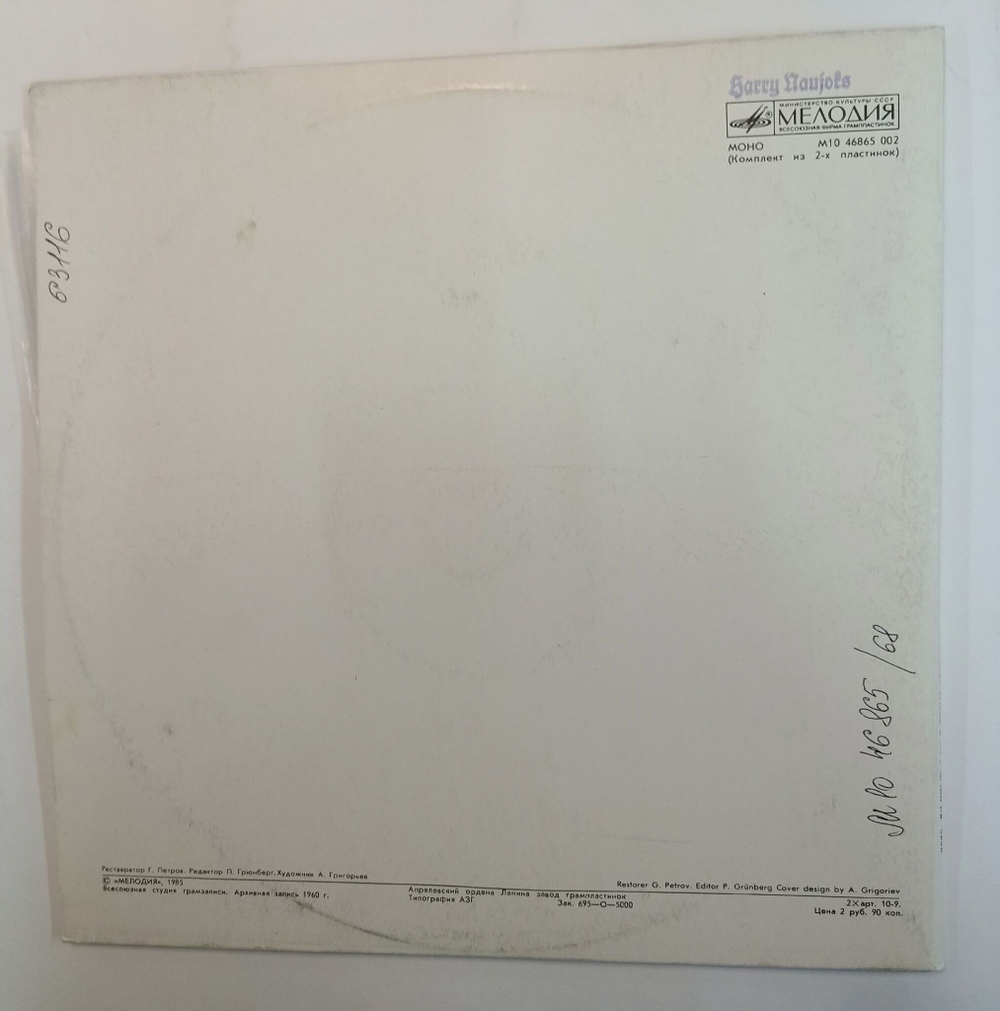 Harry Naujoks
МИНИСТЕРСТВО КУЛЬТУРЫ СССР
МЕЛОДИЯ
ВСЕСОЮЗНАЯ ФИРМА ГРАМПЛАСТИНОК
МОНО М10 46865 002
(Комплект из 2-х пластинок)
63116
М10 46865/68
Реставратор Г. Петров. Редактор П. Грюнберг. Художник А. Григорьев
Restorer G. Petrov. Editor P. Grünberg Cover design by A. Grigoriev
© «МЕЛОДИЯ», 1985
Всесоюзная студия грамзаписи. Архивная запись 1960 г.
Апрелевский ордена Ленина завод грампластинок
Типография АЗГ Зак. 695—О—5000
2×арт. 10-9.
Цена 2 руб. 90 коп.